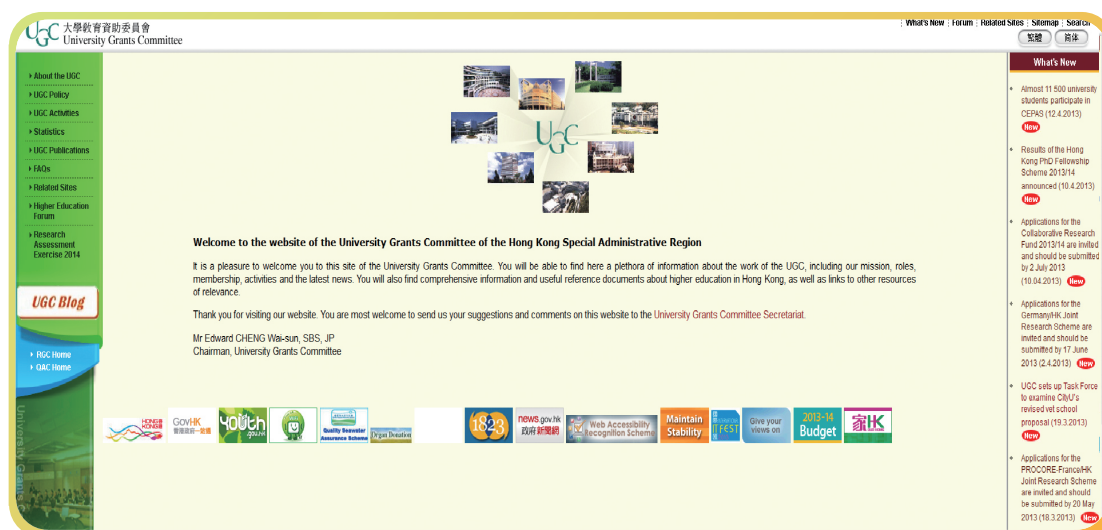 UGC 大學教育資助委員會
University Grants Committee
What's New | Forum | Related Sites | Sitemap | Search
繁體 简体
About the UGC
UGC Policy
UGC Activities
Statistics
UGC Publications
FAQs
Related Sites
Higher Education
Forum
Research
Assessment
Exercise 2014
UGC Blog
RGC Home
QAC Home
University Grants
UGC
Welcome to the website of the University Grants Committee of the Hong Kong Special Administrative Region
It is a pleasure to welcome you to this site of the University Grants Committee. You will be able to find here a plethora of information about the work of the UGC, including our mission, roles,
membership, activities and the latest news. You will also find comprehensive information and useful reference documents about higher education in Hong Kong, as well as links to other resources
of relevance.
Thank you for visiting our website. You are most welcome to send us your suggestions and comments on this website to the University Grants Committee Secretariat.
Mr Edward CHENG Wai-sun, SBS, JP
Chairman, University Grants Committee
HONG KONG
GovHK
香港政府一站通
Youth
.gov.hk
Quality Seawater
Assurance Scheme
Organ Donation
1823
news.gov.hk
政府新聞網
Web Accessibility
Recognition Scheme
Maintain
Stability
IT FEST
Give your
views on
2013-14
Budget
家HK
What's New
Almost 11 500 university
students participate in
CEPAS (12.4.2013)
New
Results of the Hong
Kong PhD Fellowship
Scheme 2013/14
announced (10.4.2013)
New
Applications for the
Collaborative Research
Fund 2013/14 are invited
and should be submitted
by 2 July 2013
(10.04.2013) New
Applications for the
Germany/HK Joint
Research Scheme are
invited and should be
submitted by 17 June
2013 (2.4.2013) New
UGC sets up Task Force
to examine CityU's
revised vet school
proposal (19.3.2013)
New
Applications for the
PROCORE-France/HK
Joint Research Scheme
are invited and should
be submitted by 20 May
2013 (18.3.2013) New